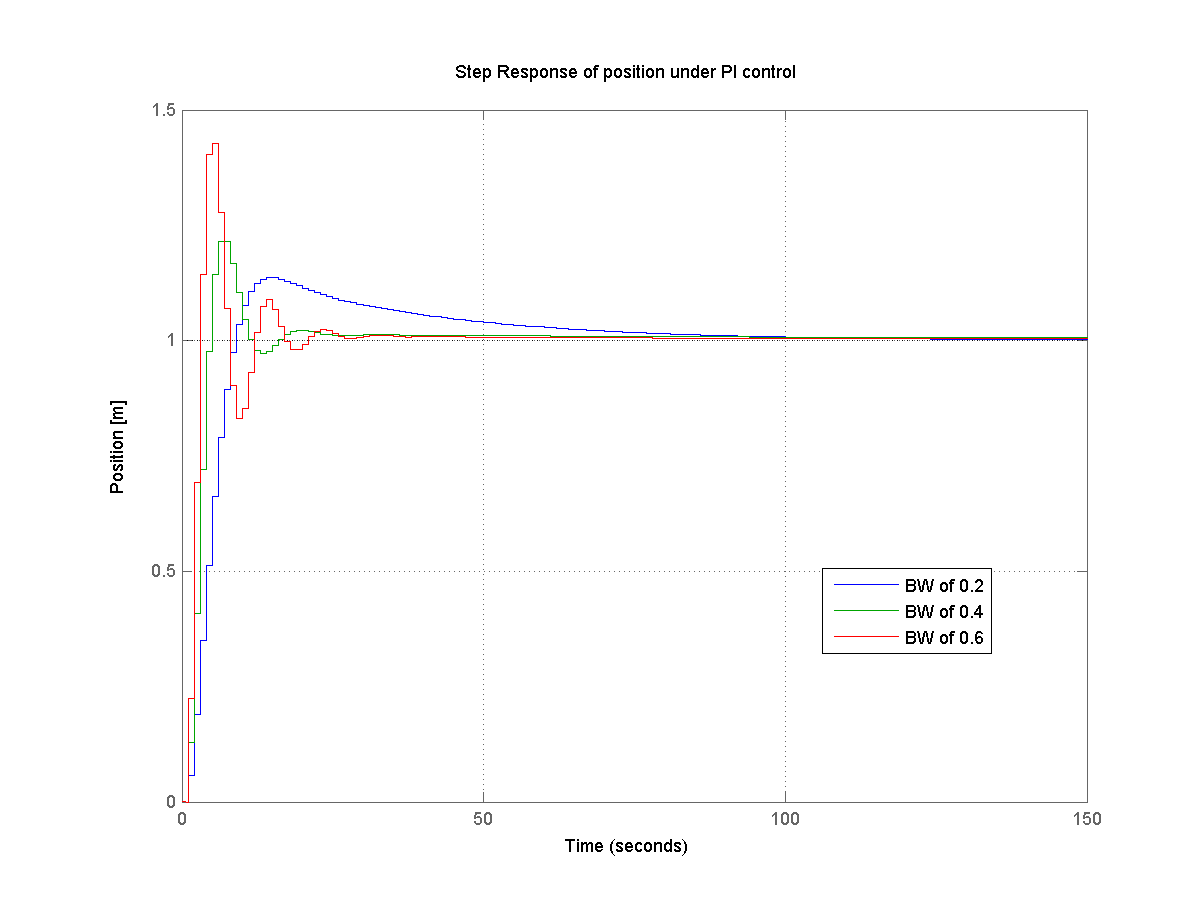 Step Response of position under PI control
1.5
1
0.5
0
Position [m]
BW of 0.2
BW of 0.4
BW of 0.6
0
50
100
150
Time (seconds)